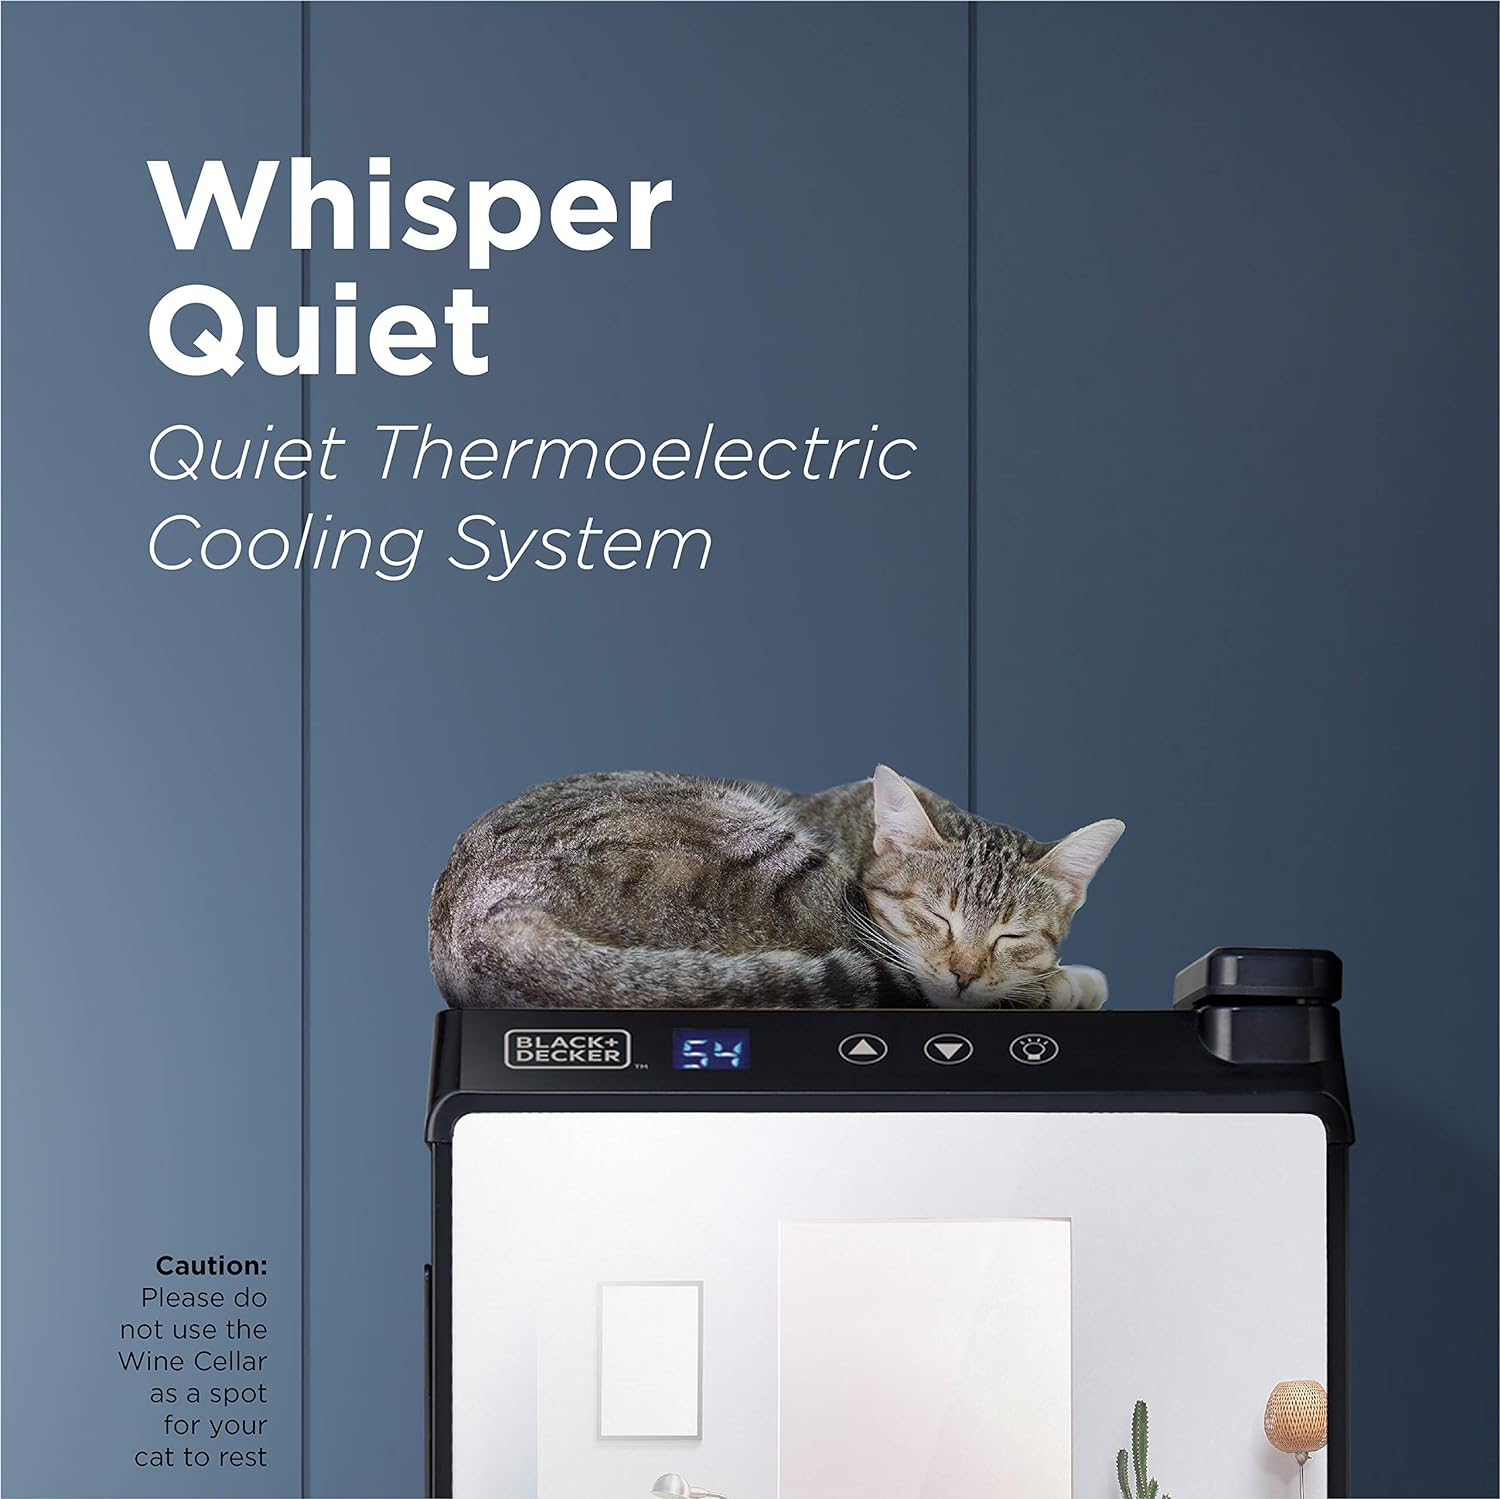 Whisper
Quiet
Quiet Thermoelectric
Cooling System
BLACK+
DECKER
™
54
Caution:
Please do
not use the
Wine Cellar
as a spot
for your
cat to rest